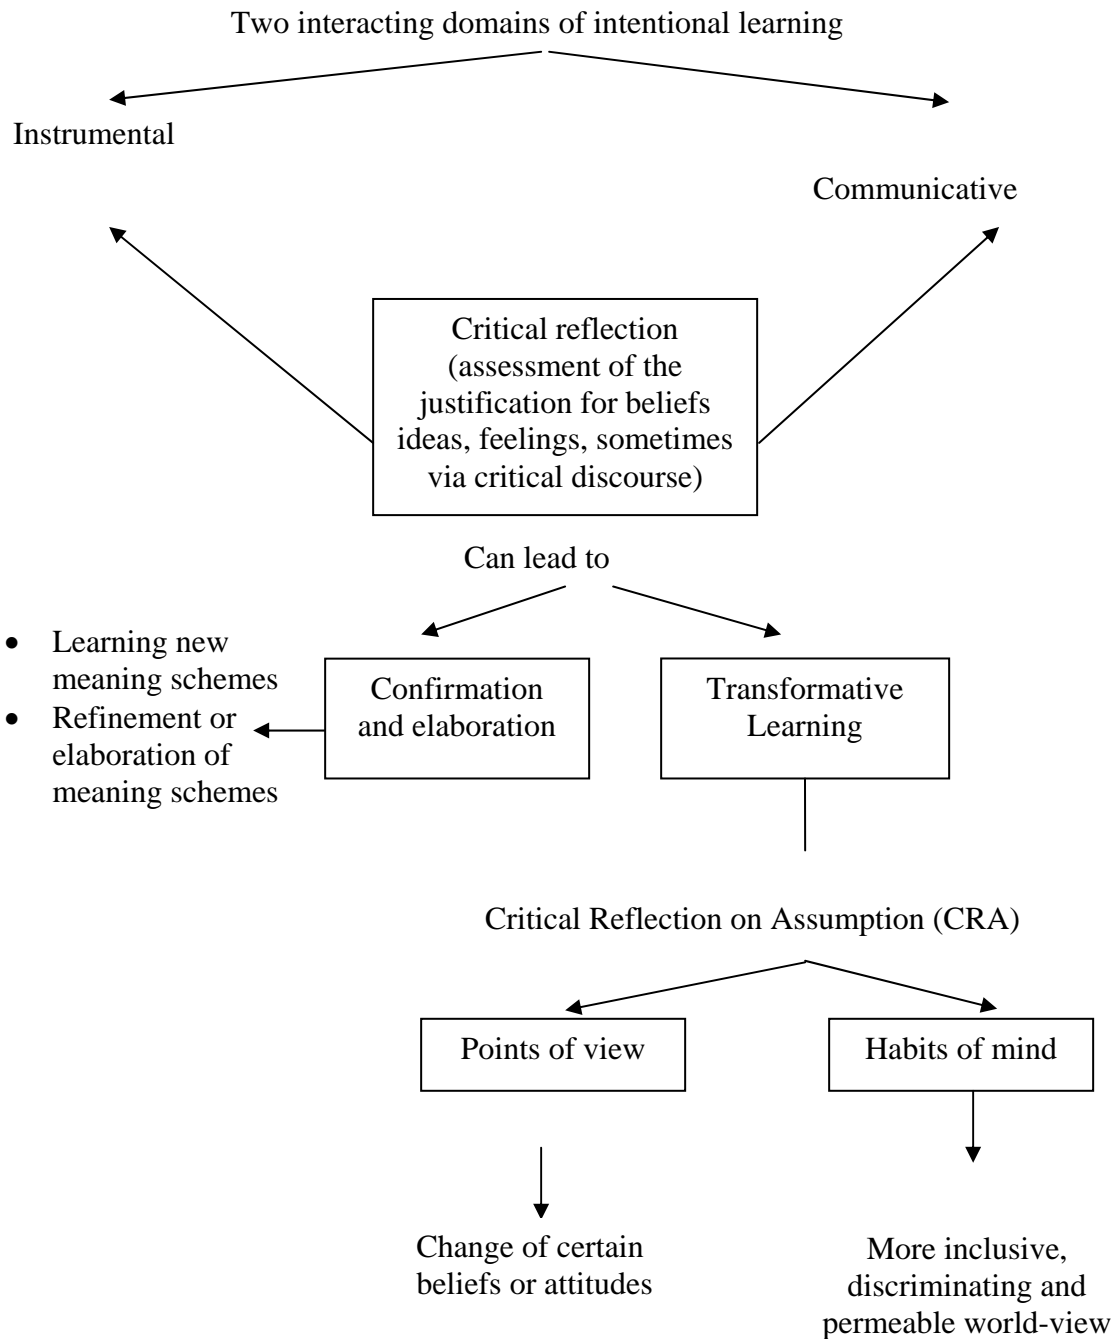 Two interacting domains of intentional learning
Instrumental
Communicative
Critical reflection
(assessment of the
justification for beliefs
ideas, feelings, sometimes
via critical discourse)
Can lead to
• Learning new
meaning schemes
• Refinement or
elaboration of
meaning schemes
Confirmation
and elaboration
Transformative
Learning
Critical Reflection on Assumption (CRA)
Points of view
Habits of mind
Change of certain
beliefs or attitudes
More inclusive,
discriminating and
permeable world-view